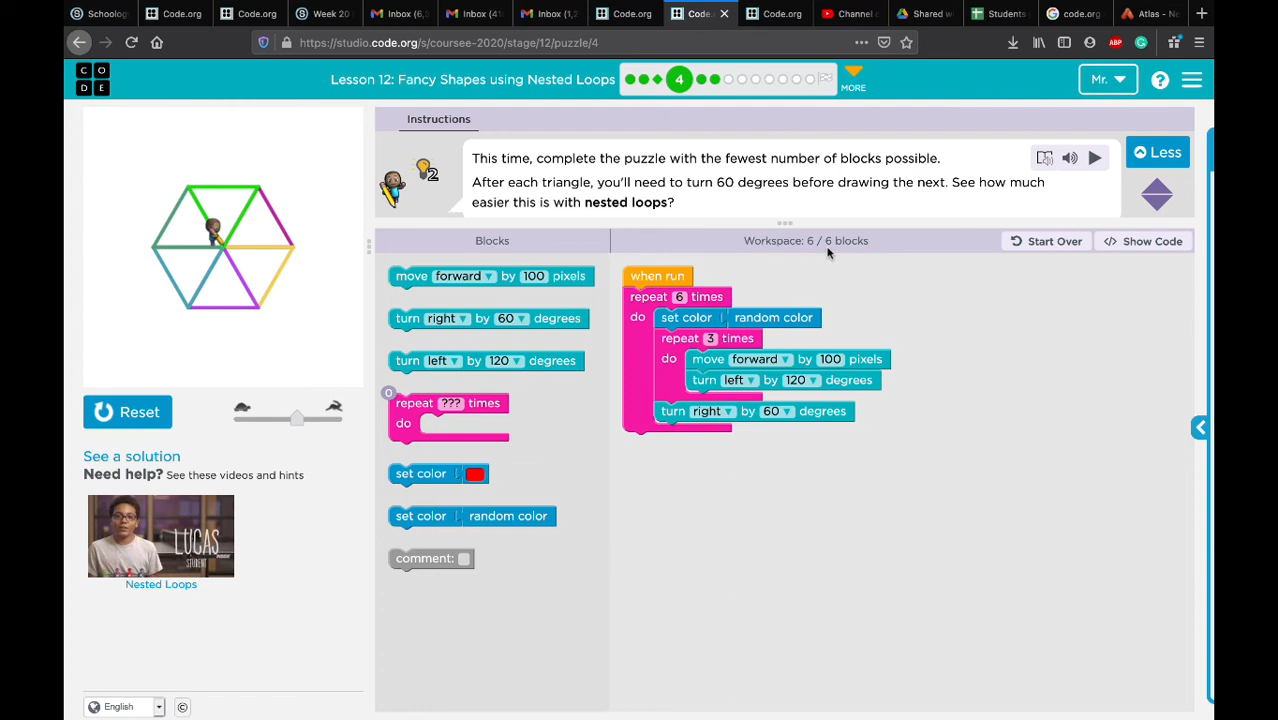 Schoolog
Code.org
Code.org
Week 20
Inbox (6,
Inbox (41
Inbox (1,
Code.org
Code.
Code.org
Channel c
Shared w
Students
code.org
Atlas - Ne
https://studio.code.org/s/coursee-2020/stage/12/puzzle/4
ABP
C O
D E
Lesson 12: Fancy Shapes using Nested Loops
4
MORE
Mr.
?
Instructions
2
This time, complete the puzzle with the fewest number of blocks possible.
After each triangle, you'll need to turn 60 degrees before drawing the next. See how much
easier this is with nested loops?
Less
Blocks
Workspace: 6 / 6 blocks
Start Over
</> Show Code
move forward by 100 pixels
turn right by 60 degrees
turn left by 120 degrees
0
repeat ??? times
do
set color
set color random color
comment:
when run
repeat 6 times
do set color random color
repeat 3 times
do move forward by 100 pixels
turn left by 120 degrees
turn right by 60 degrees
Reset
See a solution
Need help? See these videos and hints
LUCAS
STUDENT
Nested Loops
English
©